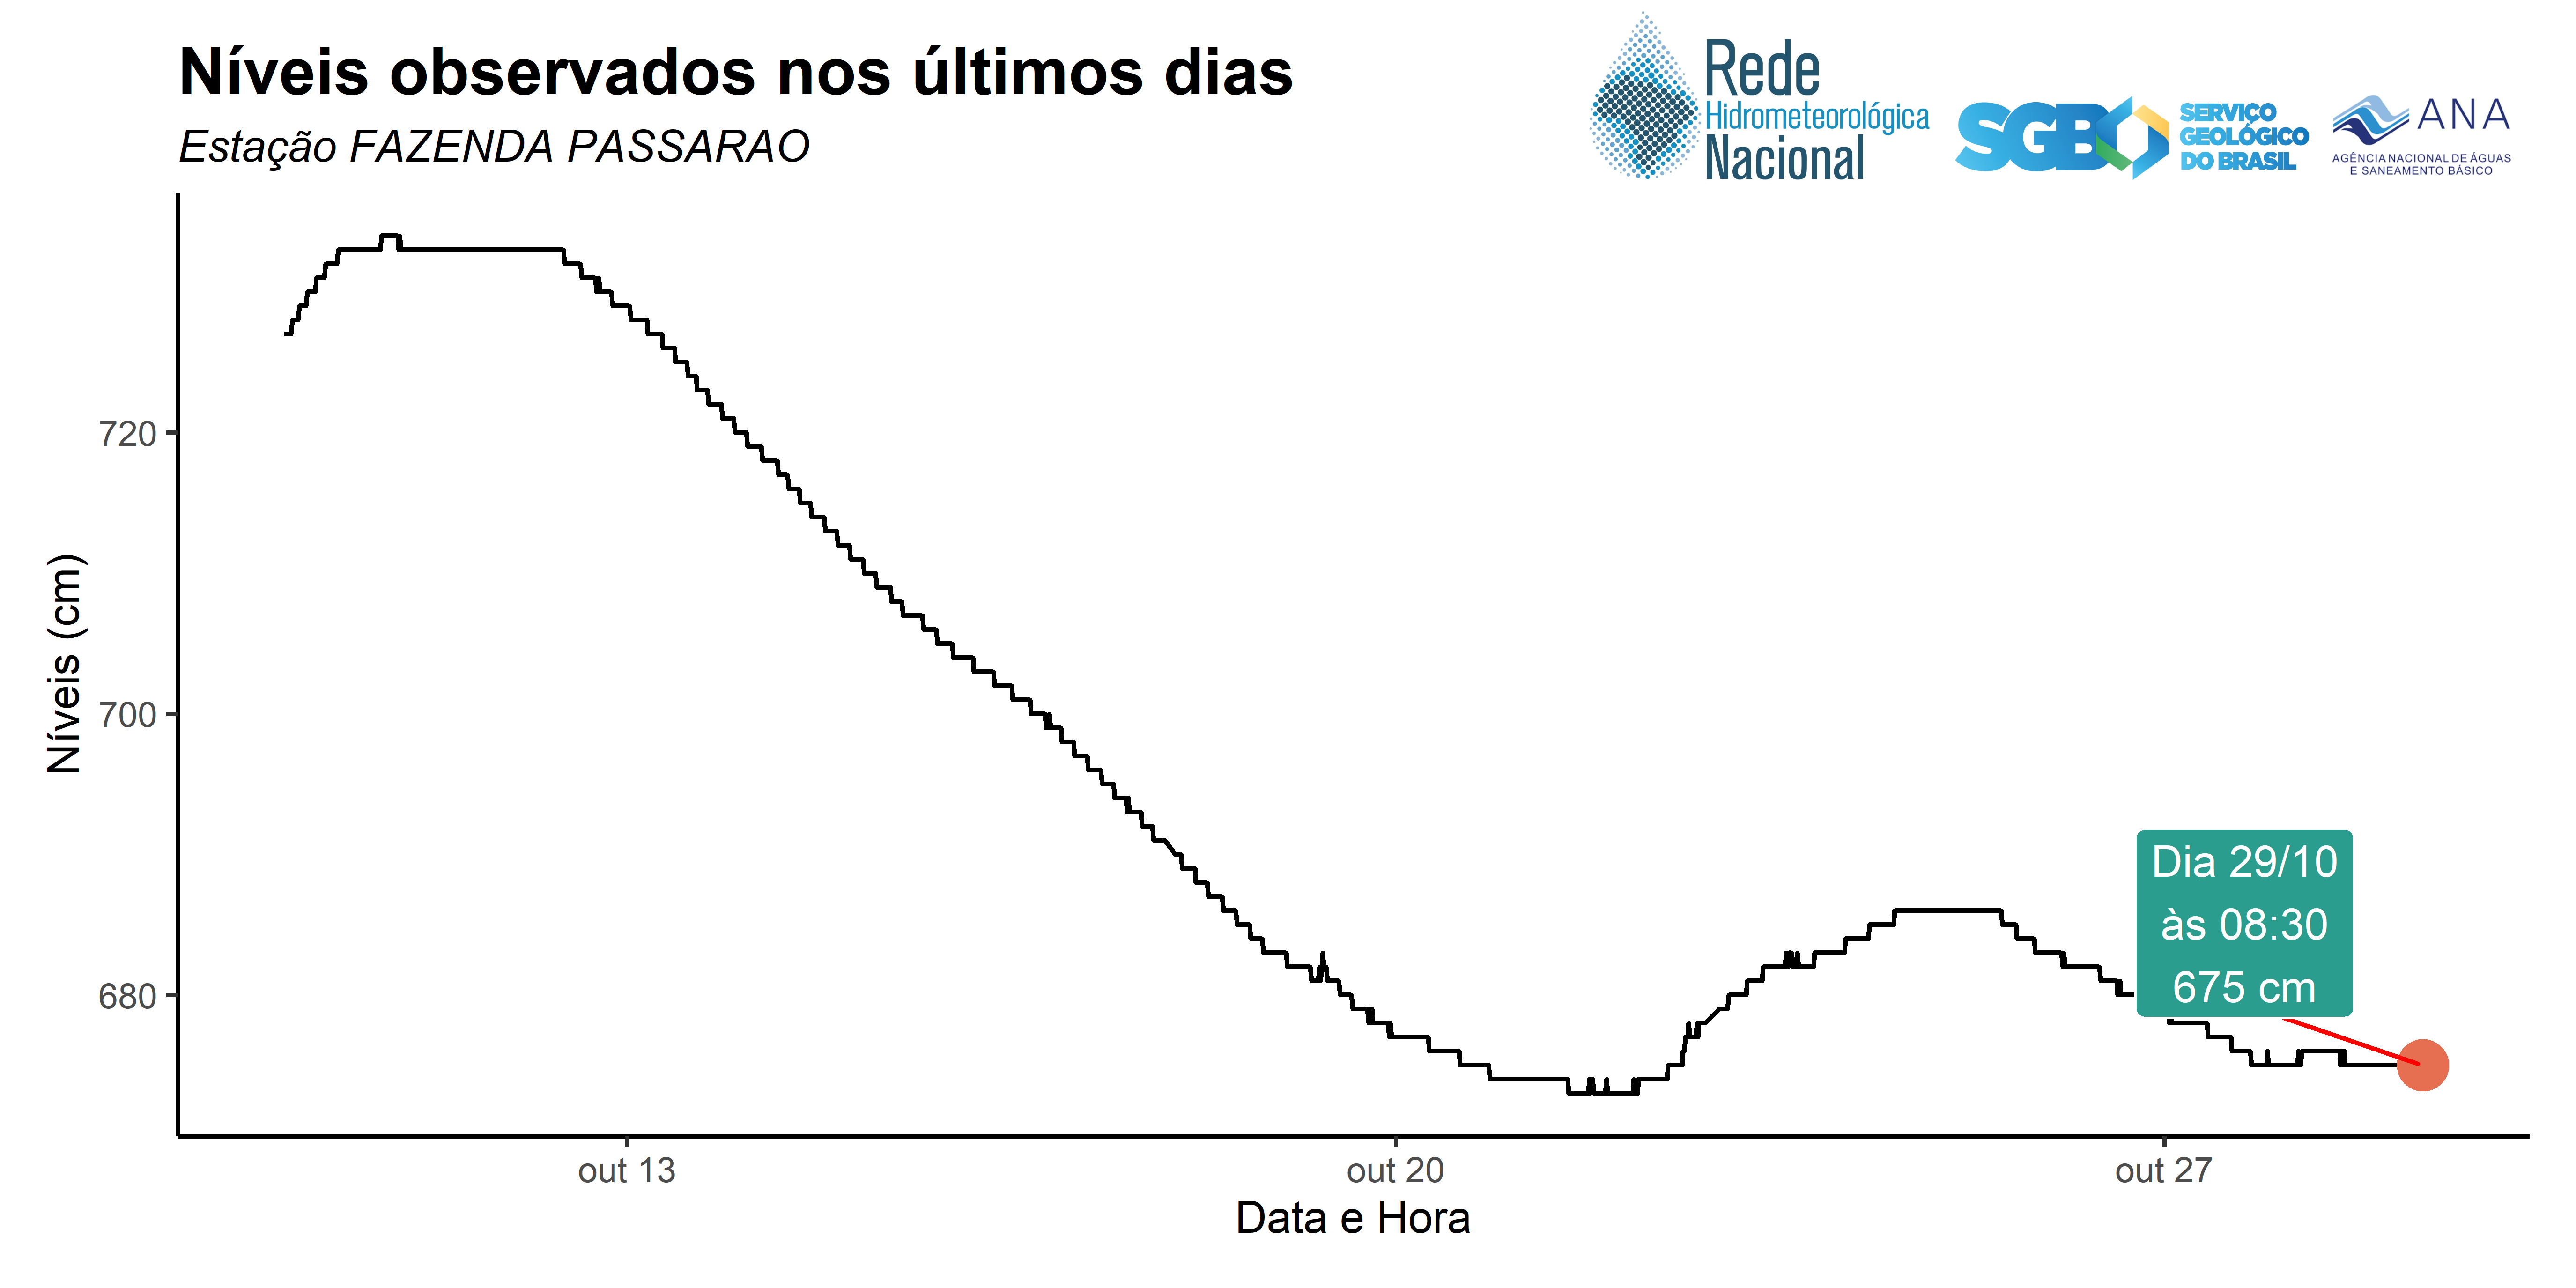 Níveis observados nos últimos dias
Estação FAZENDA PASSARAO
Rede
Hidrometeorológica
Nacional
SGB
SERVIÇO
GEOLÓGICO
DO BRASIL
ANA
AGÊNCIA NACIONAL DE ÁGUAS
E SANEAMENTO BÁSICO
Níveis (cm)
720
700
680
Dia 29/10
às 08:30
675 cm
out 13
out 20
out 27
Data e Hora